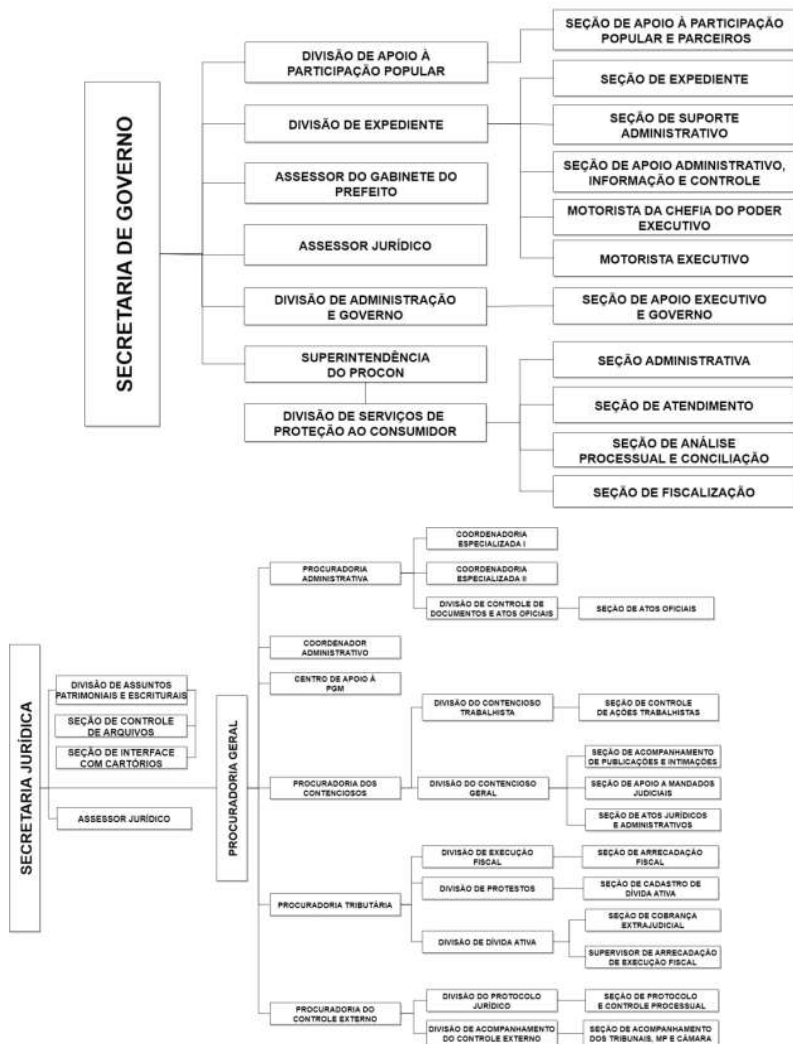 SECRETARIA DE GOVERNO
DIVISÃO DE APOIO À
PARTICIPAÇÃO POPULAR
SEÇÃO DE APOIO À PARTICIPAÇÃO
POPULAR E PARCEIROS
DIVISÃO DE EXPEDIENTE
SEÇÃO DE EXPEDIENTE
SEÇÃO DE SUPORTE
ADMINISTRATIVO
SEÇÃO DE APOIO ADMINISTRATIVO,
INFORMAÇÃO E CONTROLE
MOTORISTA DA CHEFIA DO PODER
EXECUTIVO
MOTORISTA EXECUTIVO
ASSESSOR DO GABINETE DO
PREFEITO
ASSESSOR JURÍDICO
DIVISÃO DE ADMINISTRAÇÃO
E GOVERNO
SEÇÃO DE APOIO EXECUTIVO
E GOVERNO
SUPERINTENDÊNCIA
DO PROCON
DIVISÃO DE SERVIÇOS DE
PROTEÇÃO AO CONSUMIDOR
SEÇÃO ADMINISTRATIVA
SEÇÃO DE ATENDIMENTO
SEÇÃO DE ANÁLISE
PROCESSUAL E CONCILIAÇÃO
SEÇÃO DE FISCALIZAÇÃO
SECRETARIA JURÍDICA
DIVISÃO DE ASSUNTOS
PATRIMONIAIS E ESCRITURAIS
SEÇÃO DE CONTROLE
DE ARQUIVOS
SEÇÃO DE INTERFACE
COM CARTÓRIOS
ASSESSOR JURÍDICO
PROCURADORIA GERAL
PROCURADORIA
ADMINISTRATIVA
COORDENADORIA
ESPECIALIZADA I
COORDENADORIA
ESPECIALIZADA II
DIVISÃO DE CONTROLE DE
DOCUMENTOS E ATOS OFICIAIS
SEÇÃO DE ATOS OFICIAIS
COORDENADOR
ADMINISTRATIVO
CENTRO DE APOIO À
PGM
PROCURADORIA DOS
CONTENCIOSOS
DIVISÃO DO CONTENCIOSO
TRABALHISTA
SEÇÃO DE CONTROLE
DE AÇÕES TRABALHISTAS
DIVISÃO DO CONTENCIOSO
GERAL
SEÇÃO DE ACOMPANHAMENTO
DE PUBLICAÇÕES E INTIMAÇÕES
SEÇÃO DE APOIO A MANDADOS
JUDICIAIS
SEÇÃO DE ATOS JURÍDICOS
E ADMINISTRATIVOS
PROCURADORIA TRIBUTÁRIA
DIVISÃO DE EXECUÇÃO
FISCAL
SEÇÃO DE ARRECADAÇÃO
FISCAL
DIVISÃO DE PROTESTOS
SEÇÃO DE CADASTRO DE
DÍVIDA ATIVA
DIVISÃO DE DÍVIDA ATIVA
SEÇÃO DE COBRANÇA
EXTRAJUDICIAL
SUPERVISOR DE ARRECADAÇÃO
DE EXECUÇÃO FISCAL
PROCURADORIA DO
CONTROLE EXTERNO
DIVISÃO DO PROTOCOLO
JURÍDICO
SEÇÃO DE PROTOCOLO
E CONTROLE PROCESSUAL
DIVISÃO DE ACOMPANHAMENTO
DO CONTROLE EXTERNO
SEÇÃO DE ACOMPANHAMENTO
DOS TRIBUNAIS, MP E CÂMARA